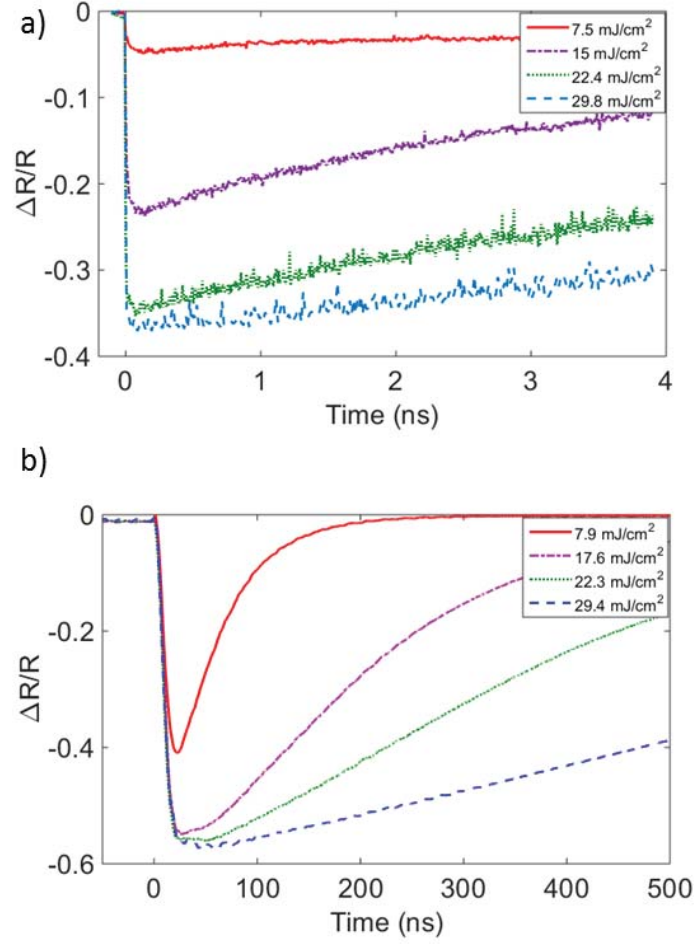 a)
0
-0.1
-0.2
-0.3
-0.4
ΔR/R
7.5 mJ/cm²
15 mJ/cm²
22.4 mJ/cm²
29.8 mJ/cm²
0 1 2 3 4
Time (ns)
b)
0
-0.2
-0.4
-0.6
ΔR/R
7.9 mJ/cm²
17.6 mJ/cm²
22.3 mJ/cm²
29.4 mJ/cm²
0 100 200 300 400 500
Time (ns)